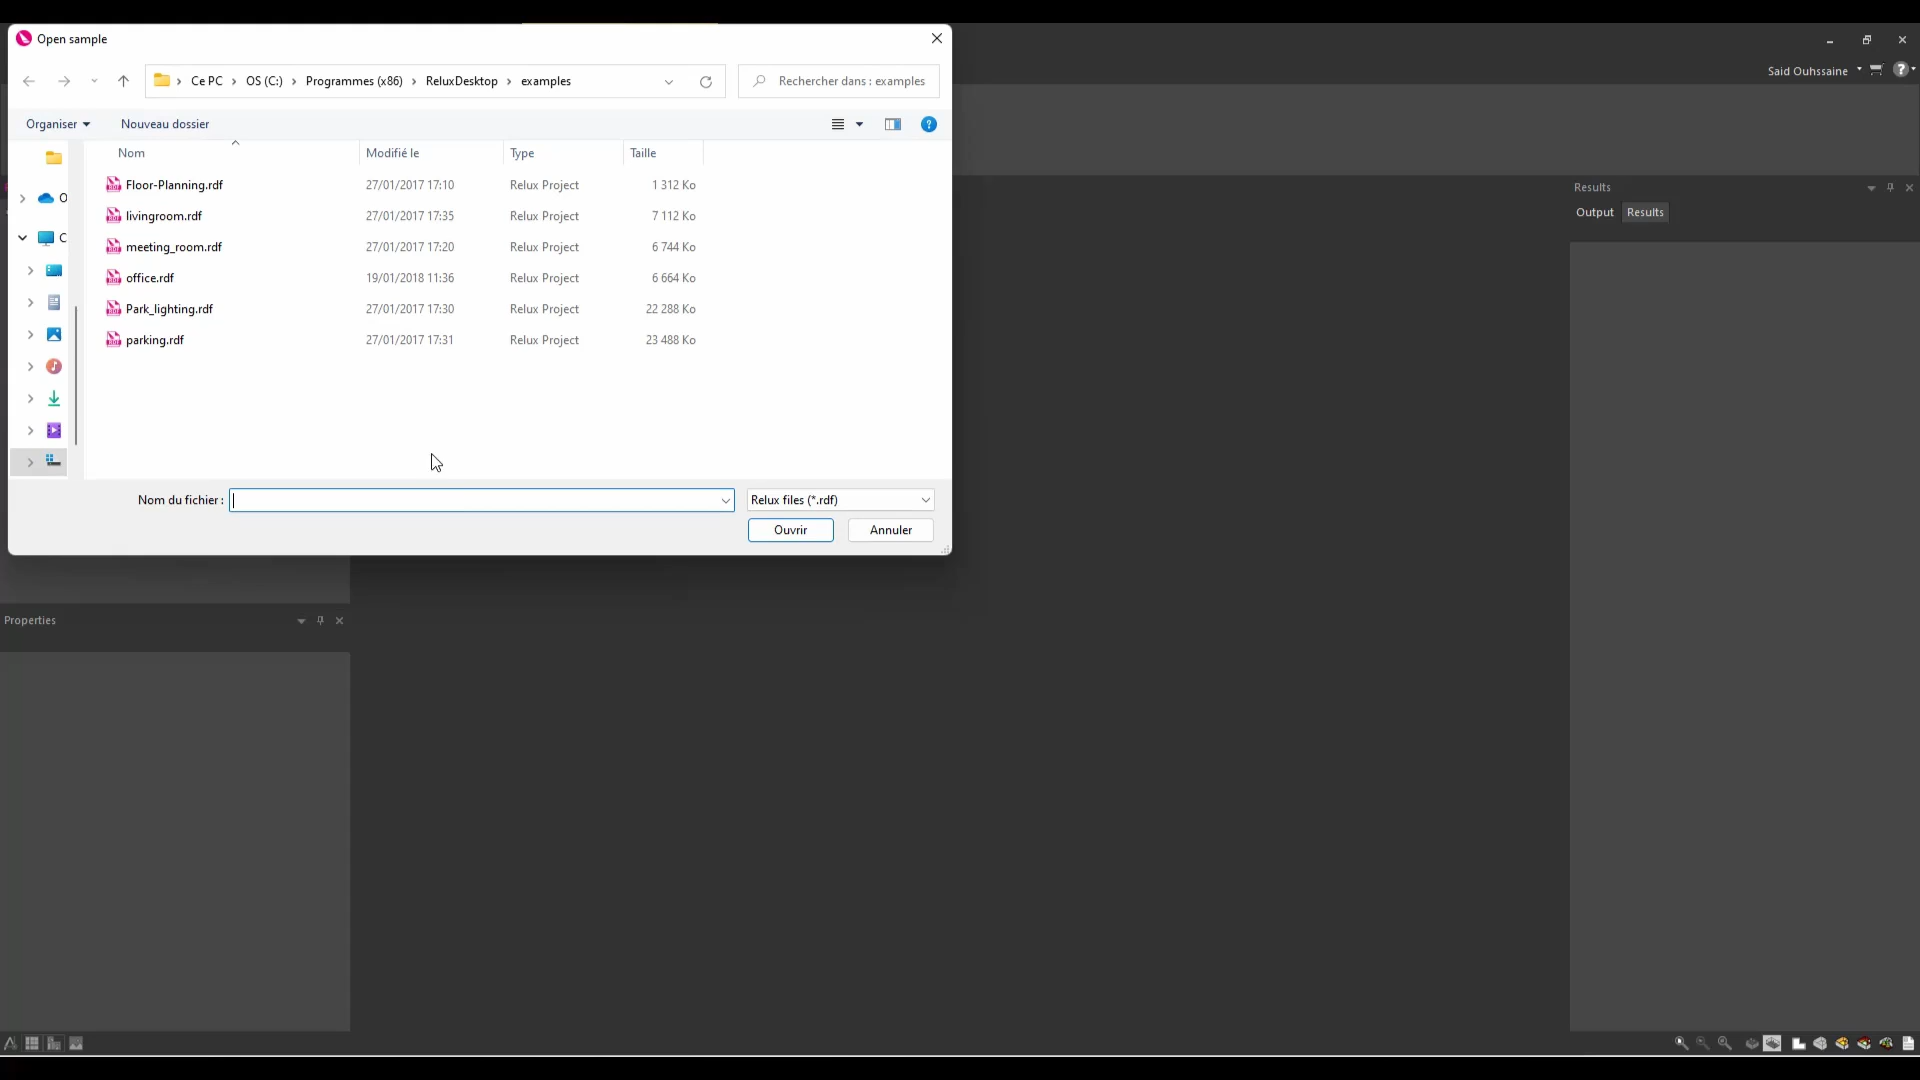 Open sample
Said Ouhssaine
Ce PC > OS (C:) > Programmes (x86) > ReluxDesktop > examples
Rechercher dans : examples
Organiser
Nouveau dossier
Nom Modifié le Type Taille
Floor-Planning.rdf 27/01/2017 17:10 Relux Project 1 312 Ko
livingroom.rdf 27/01/2017 17:35 Relux Project 7 112 Ko
meeting_room.rdf 27/01/2017 17:20 Relux Project 6 744 Ko
office.rdf 19/01/2018 11:36 Relux Project 6 664 Ko
Park_lighting.rdf 27/01/2017 17:30 Relux Project 22 288 Ko
parking.rdf 27/01/2017 17:31 Relux Project 23 488 Ko
O
C
Nom du fichier :
Relux files (*.rdf)
Ouvrir
Annuler
Results
Output Results
Properties